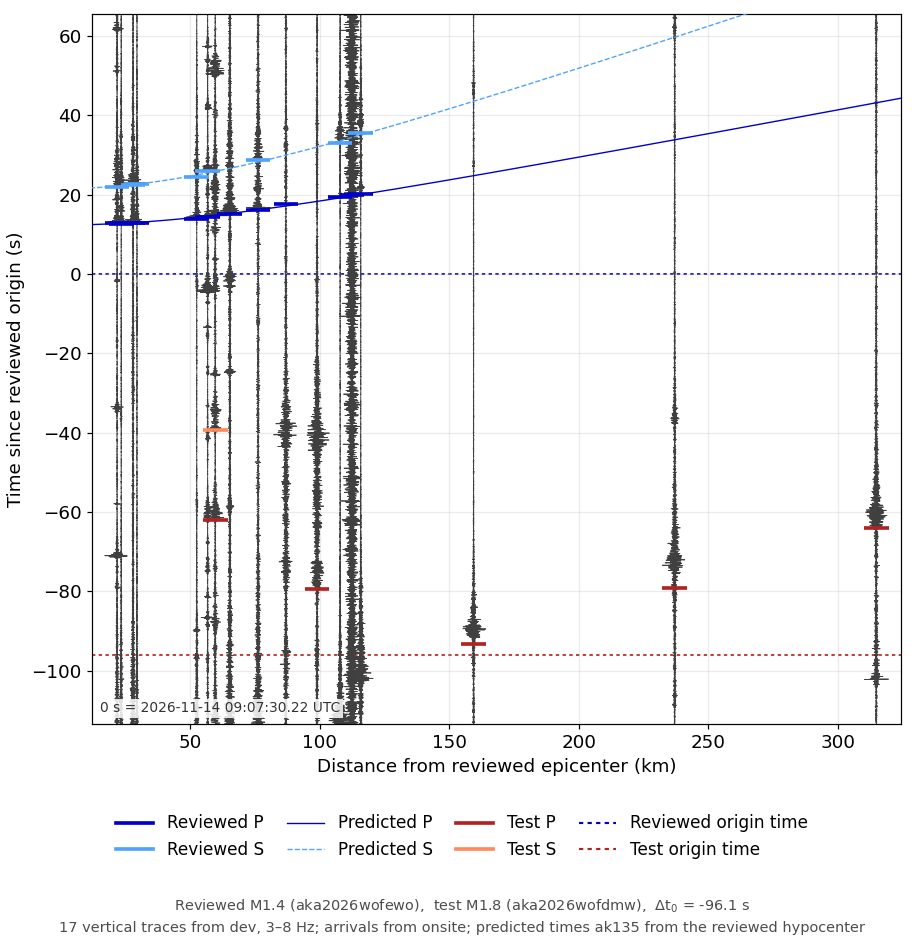 60
40
20
0
−20
−40
−60
−80
−100
Time since reviewed origin (s)
0 s = 2026-11-14 09:07:30.22 UTC
50 100 150 200 250 300
Distance from reviewed epicenter (km)
Reviewed P Predicted P Test P Reviewed origin time
Reviewed S Predicted S Test S Test origin time
Reviewed M1.4 (aka2026wofewo), test M1.8 (aka2026wofdmw), Δt0 = -96.1 s
17 vertical traces from dev, 3–8 Hz; arrivals from onsite; predicted times ak135 from the reviewed hypocenter